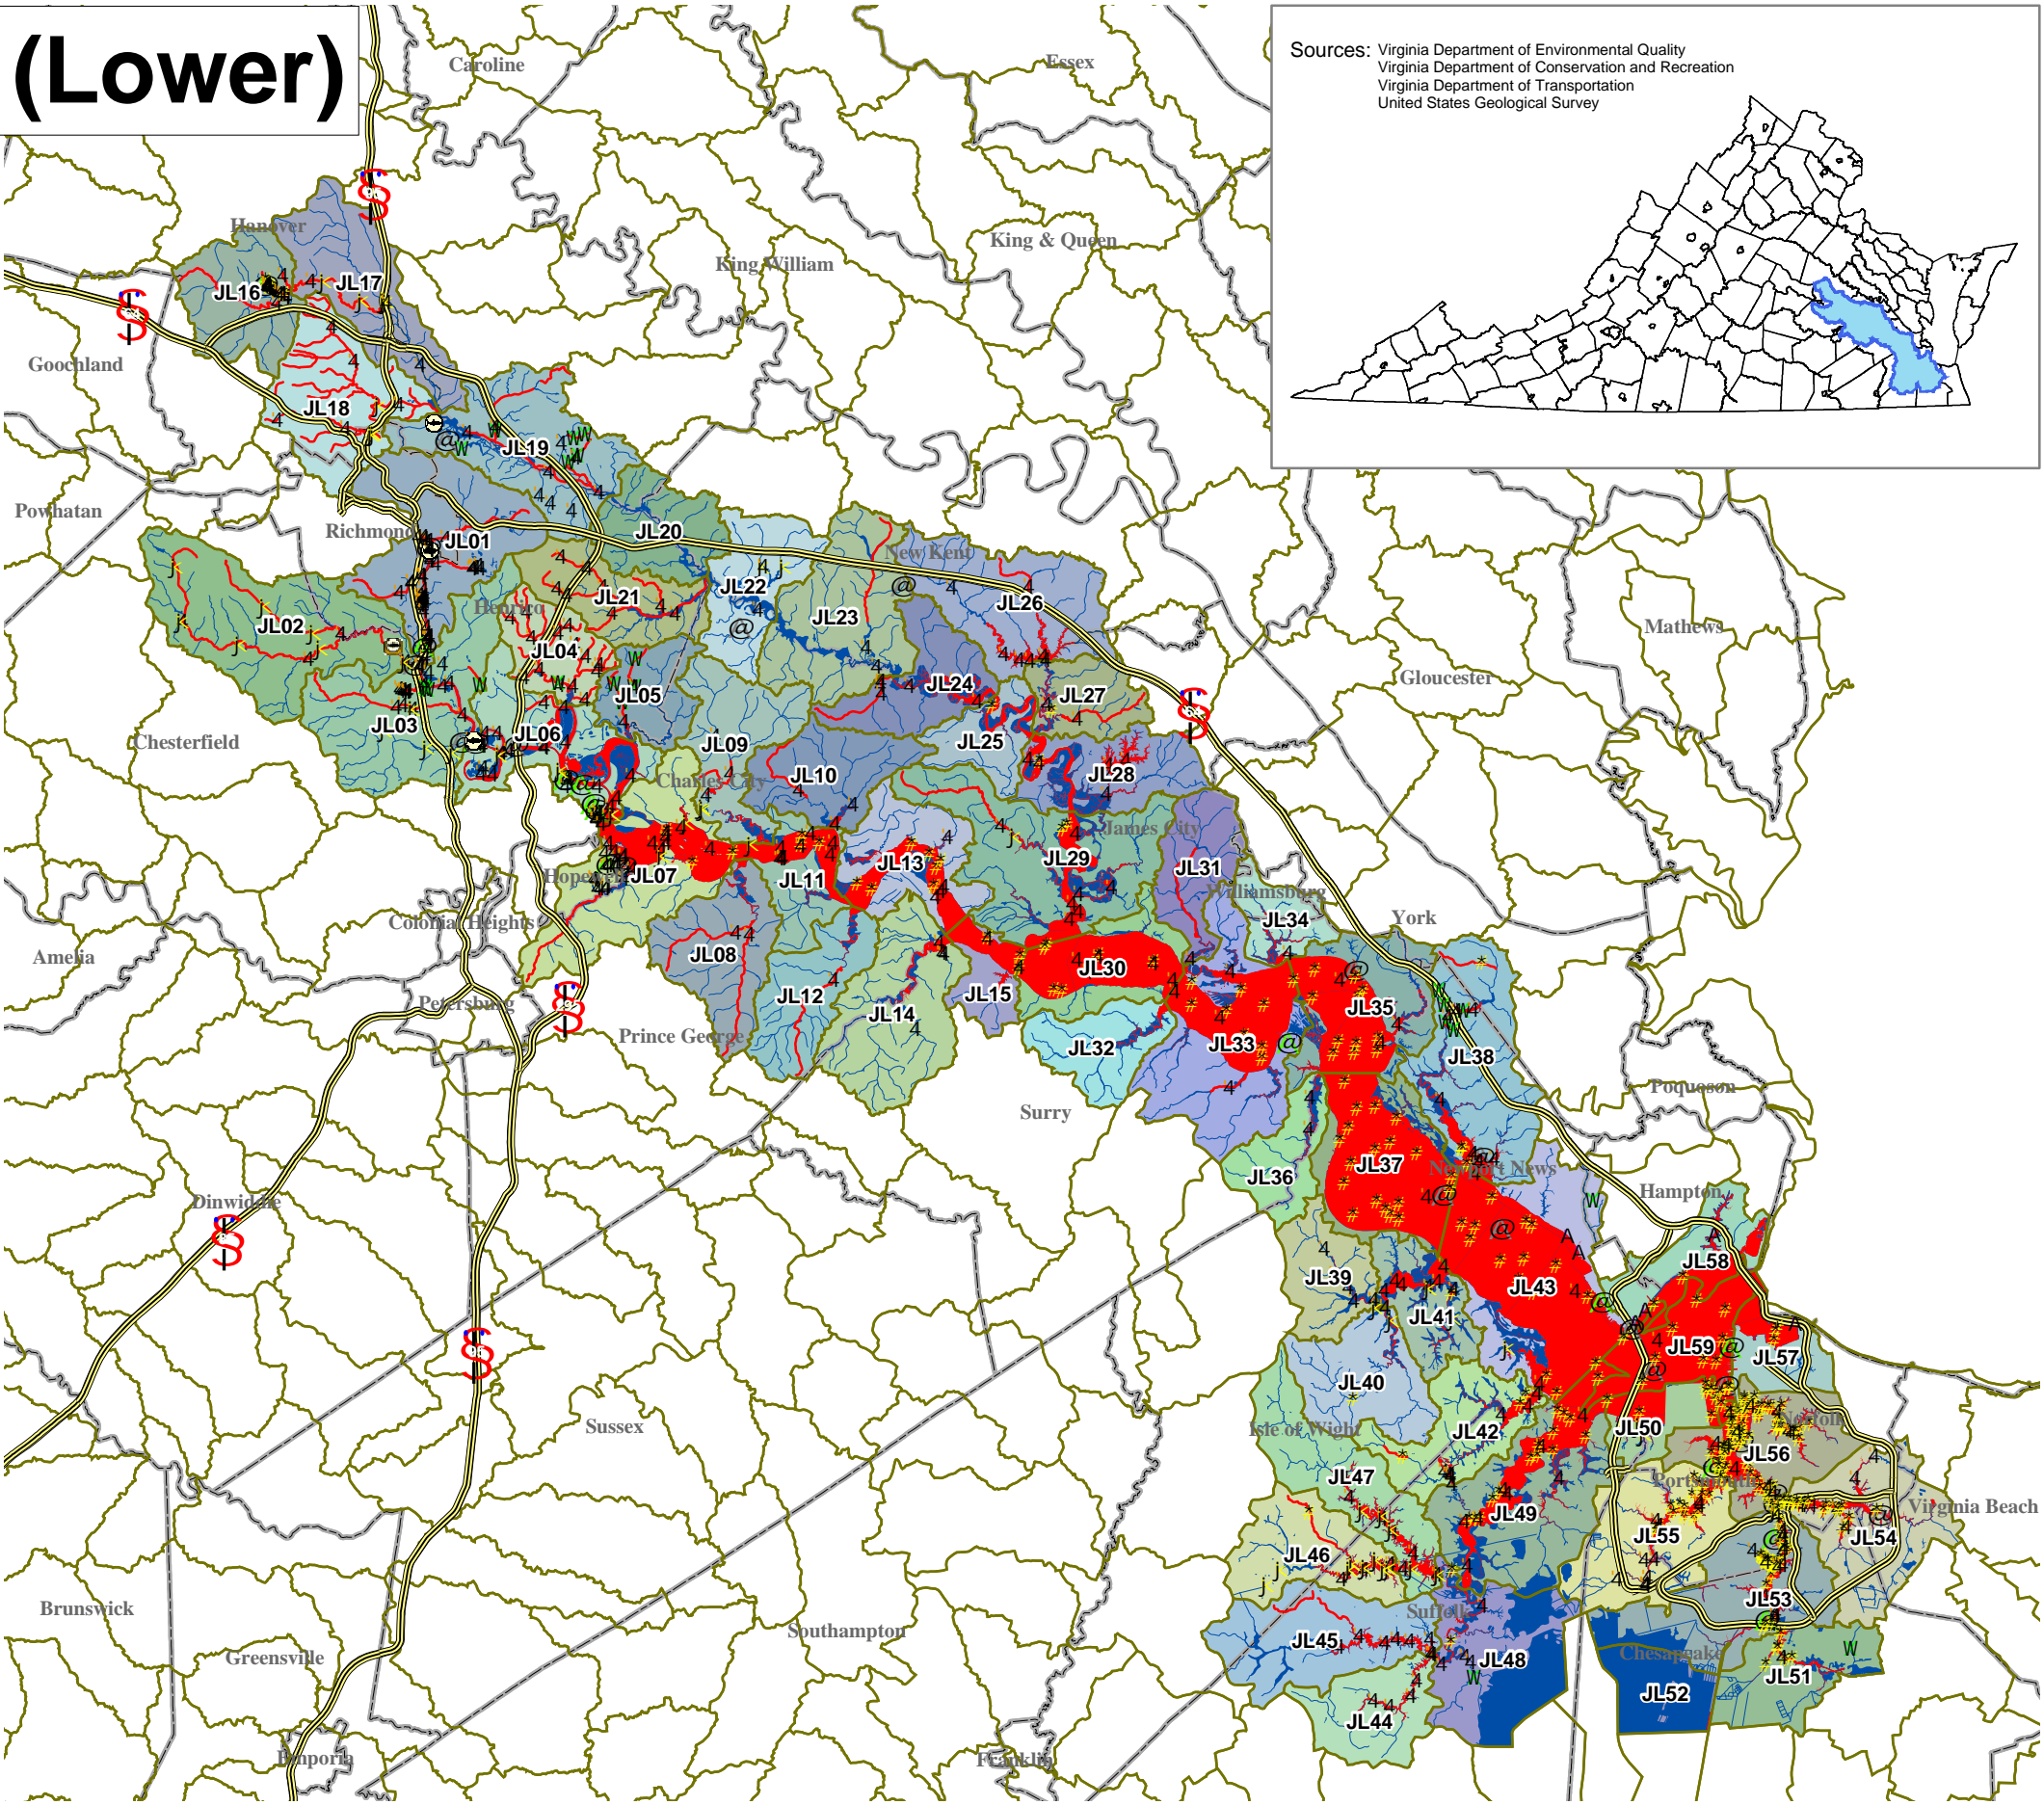 (Lower)
Sources: Virginia Department of Environmental Quality
Virginia Department of Conservation and Recreation
Virginia Department of Transportation
United States Geological Survey
Caroline
Essex
Hanover
King & Queen
King William
JL16
JL17
Goochland
JL18
JL19
Powhatan
Richmond
JL01
JL20
New Kent
JL22
JL26
JL21
Henrico
JL23
JL02
Mathews
JL04
Gloucester
JL24
JL05
JL27
JL03
JL06
Chesterfield
JL09
JL25
JL10
JL28
Charles City
James City
JL29
JL13
JL31
Hopewell
JL07
JL11
Williamsburg
Colonial Heights
JL34
York
Amelia
JL08
JL30
JL12
JL15
Petersburg
JL14
JL35
Prince George
JL32
JL33
JL38
Surry
Poquoson
JL37
Newport News
JL36
Hampton
Dinwiddie
JL58
JL39
JL43
JL41
JL59
JL57
JL40
Sussex
Isle of Wight
JL42
JL50
Norfolk
JL56
JL47
Portsmouth
Virginia Beach
JL49
JL55
JL54
JL46
JL53
Brunswick
Suffolk
Southampton
JL45
JL48
Chesapeake
Greensville
JL51
JL52
JL44
Emporia
Franklin